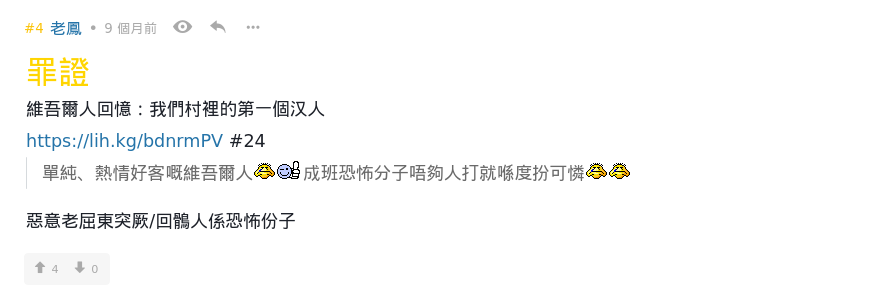 #4 老鳳 • 9 個月前
罪證
維吾爾人回憶：我們村裡的第一個汉人
https://lih.kg/bdnrmPV #24
單純、熱情好客嘅維吾爾人成班恐怖分子唔夠人打就喺度扮可憐
惡意老屈東突厥/回鶻人係恐怖份子
4 0